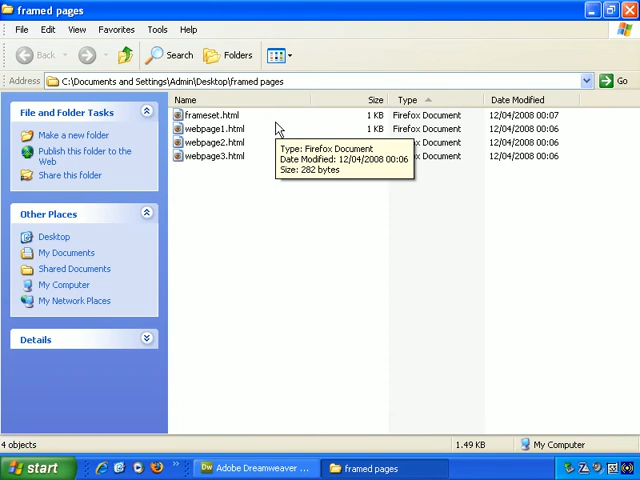 framed pages
File Edit View Favorites Tools Help
Back Search Folders
Address C:\Documents and Settings\Admin\Desktop\framed pages Go
File and Folder Tasks
Make a new folder
Publish this folder to the
Web
Share this folder
Other Places
Desktop
My Documents
Shared Documents
My Computer
My Network Places
Details
Name Size Type Date Modified
frameset.html 1 KB Firefox Document 12/04/2008 00:07
webpage1.html 1 KB Firefox Document 12/04/2008 00:06
webpage2.html Document 12/04/2008 00:06
webpage3.html Document 12/04/2008 00:06
Type: Firefox Document
Date Modified: 12/04/2008 00:06
Size: 282 bytes
4 objects 1.49 KB My Computer
start Adobe Dreamweaver ... framed pages